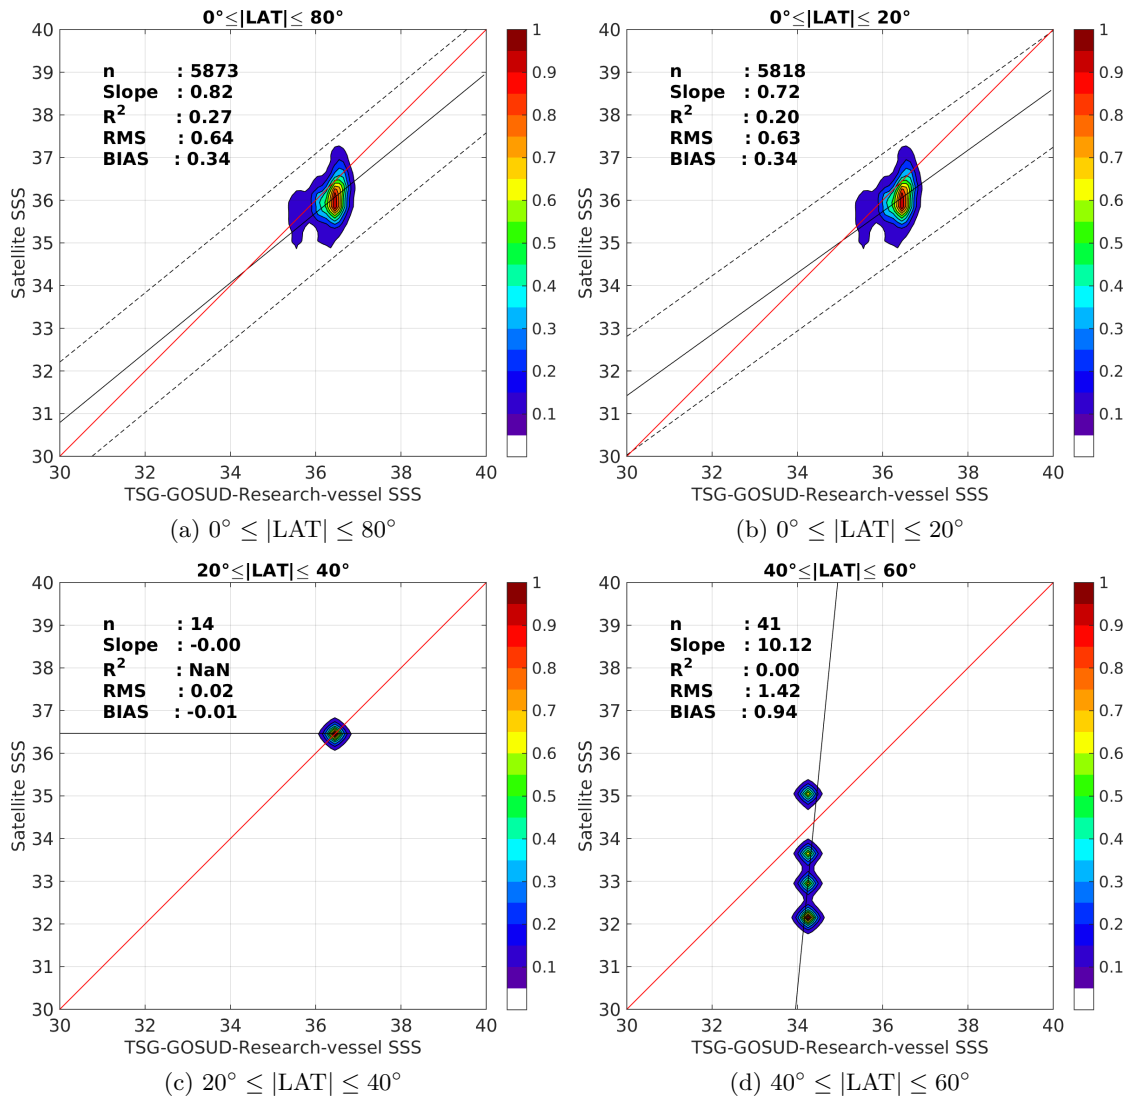 0°≤|LAT|≤ 80°
n : 5873
Slope : 0.82
R² : 0.27
RMS : 0.64
BIAS : 0.34
Satellite SSS
40
39
38
37
36
35
34
33
32
31
30
30 32 34 36 38 40
TSG-GOSUD-Research-vessel SSS
1
0.9
0.8
0.7
0.6
0.5
0.4
0.3
0.2
0.1
(a) 0° ≤ |LAT| ≤ 80°
0°≤|LAT|≤ 20°
n : 5818
Slope : 0.72
R² : 0.20
RMS : 0.63
BIAS : 0.34
Satellite SSS
40
39
38
37
36
35
34
33
32
31
30
30 32 34 36 38 40
TSG-GOSUD-Research-vessel SSS
1
0.9
0.8
0.7
0.6
0.5
0.4
0.3
0.2
0.1
(b) 0° ≤ |LAT| ≤ 20°
20°≤|LAT|≤ 40°
n : 14
Slope : -0.00
R² : NaN
RMS : 0.02
BIAS : -0.01
Satellite SSS
40
39
38
37
36
35
34
33
32
31
30
30 32 34 36 38 40
TSG-GOSUD-Research-vessel SSS
1
0.9
0.8
0.7
0.6
0.5
0.4
0.3
0.2
0.1
(c) 20° ≤ |LAT| ≤ 40°
40°≤|LAT|≤ 60°
n : 41
Slope : 10.12
R² : 0.00
RMS : 1.42
BIAS : 0.94
Satellite SSS
40
39
38
37
36
35
34
33
32
31
30
30 32 34 36 38 40
TSG-GOSUD-Research-vessel SSS
1
0.9
0.8
0.7
0.6
0.5
0.4
0.3
0.2
0.1
(d) 40° ≤ |LAT| ≤ 60°